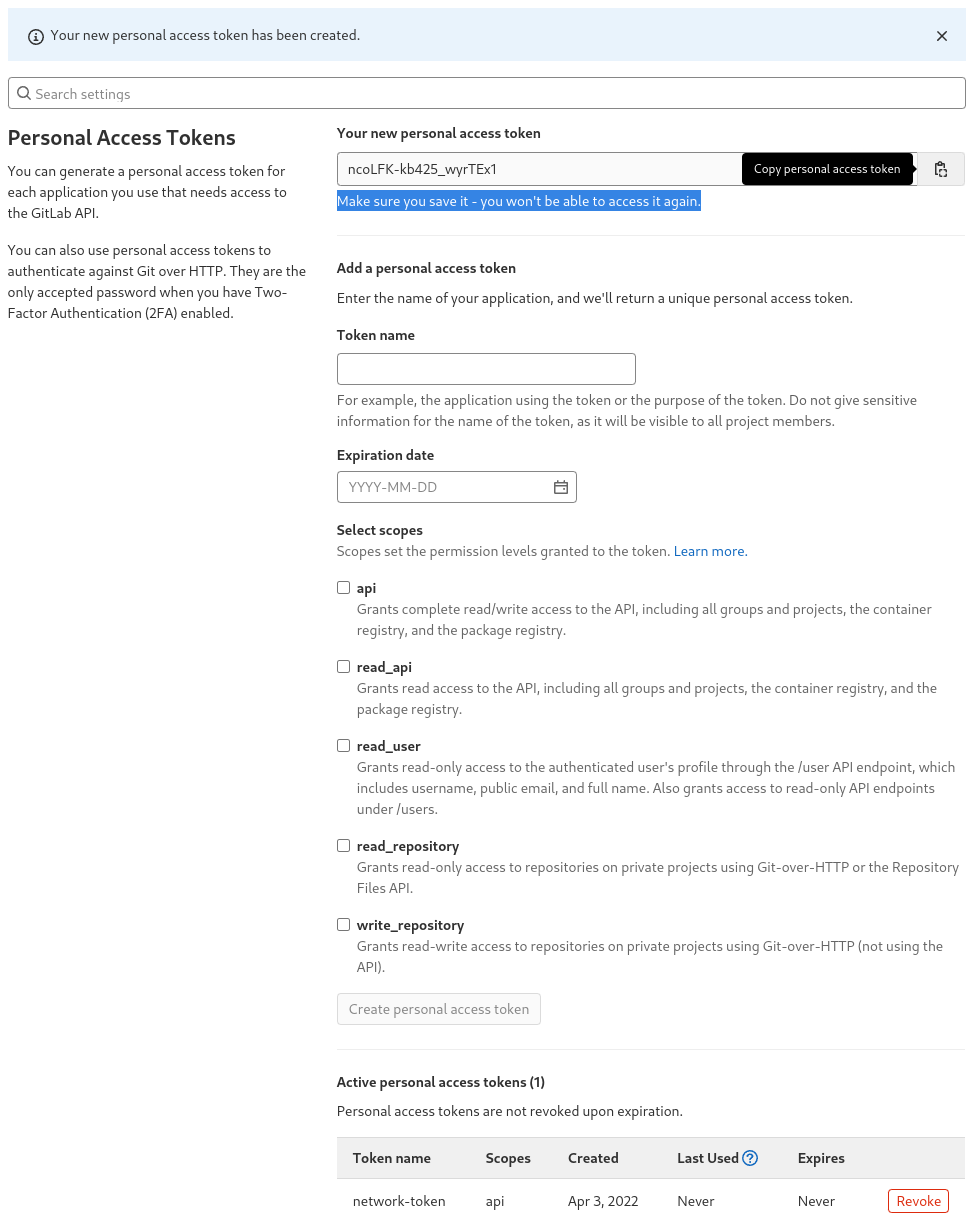 Your new personal access token has been created.
Search settings
Personal Access Tokens
You can generate a personal access token for
each application you use that needs access to
the GitLab API.
You can also use personal access tokens to
authenticate against Git over HTTP. They are the
only accepted password when you have Two-
Factor Authentication (2FA) enabled.
Your new personal access token
ncoLFK-kb425_wyrTEx1
Copy personal access token
Make sure you save it - you won't be able to access it again.
Add a personal access token
Enter the name of your application, and we'll return a unique personal access token.
Token name
For example, the application using the token or the purpose of the token. Do not give sensitive
information for the name of the token, as it will be visible to all project members.
Expiration date
YYYY-MM-DD
Select scopes
Scopes set the permission levels granted to the token. Learn more.
api
Grants complete read/write access to the API, including all groups and projects, the container
registry, and the package registry.
read_api
Grants read access to the API, including all groups and projects, the container registry, and the
package registry.
read_user
Grants read-only access to the authenticated user's profile through the /user API endpoint, which
includes username, public email, and full name. Also grants access to read-only API endpoints
under /users.
read_repository
Grants read-only access to repositories on private projects using Git-over-HTTP or the Repository
Files API.
write_repository
Grants read-write access to repositories on private projects using Git-over-HTTP (not using the
API).
Create personal access token
Active personal access tokens (1)
Personal access tokens are not revoked upon expiration.
Token name Scopes Created Last Used Expires
network-token api Apr 3, 2022 Never Never Revoke